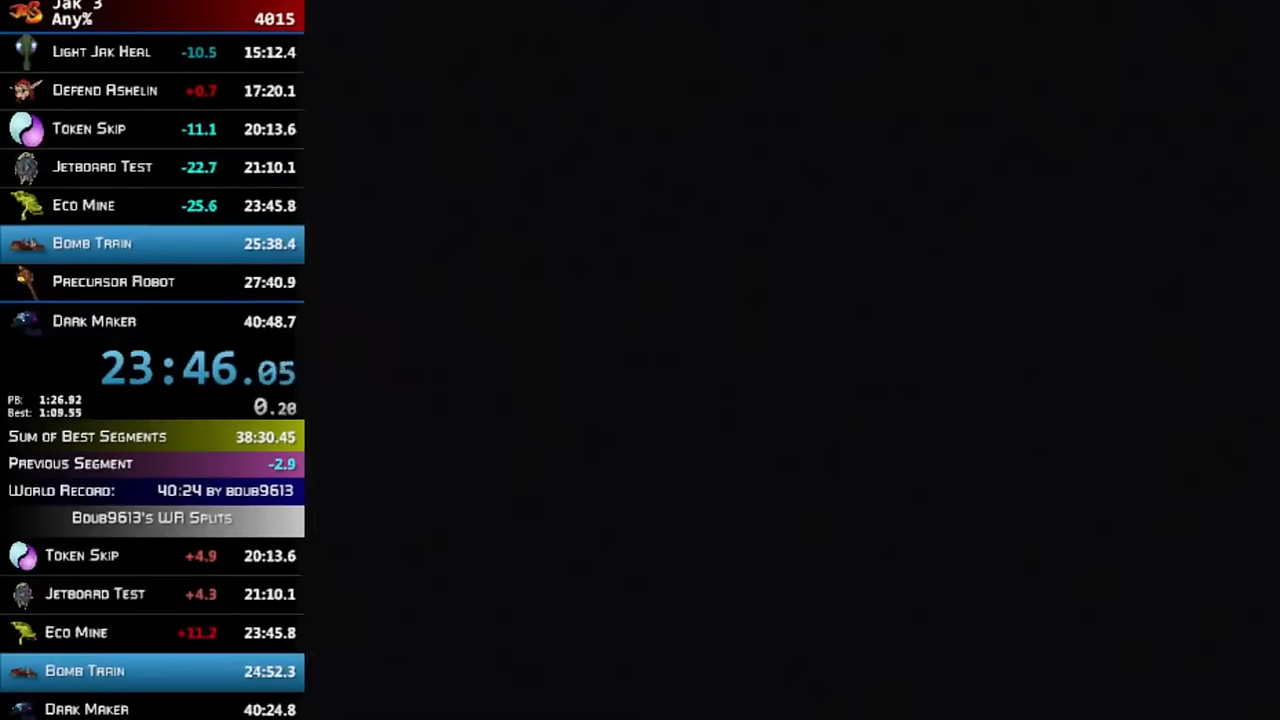 Jak 3
Any% 4015
Light Jak Heal -10.5 15:12.4
Defend Ashelin +0.7 17:20.1
Token Skip -11.1 20:13.6
Jetboard Test -22.7 21:10.1
Eco Mine -25.6 23:45.8
Bomb Train 25:38.4
Precursor Robot 27:40.9
Dark Maker 40:48.7
23:46.05
PB: 1:26.92
Best: 1:09.55 0.20
Sum of Best Segments 38:30.45
Previous Segment -2.9
World Record: 40:24 by boub9613
Boub9613's WR Splits
Token Skip +4.9 20:13.6
Jetboard Test +4.3 21:10.1
Eco Mine +11.2 23:45.8
Bomb Train 24:52.3
Dark Maker 40:24.8